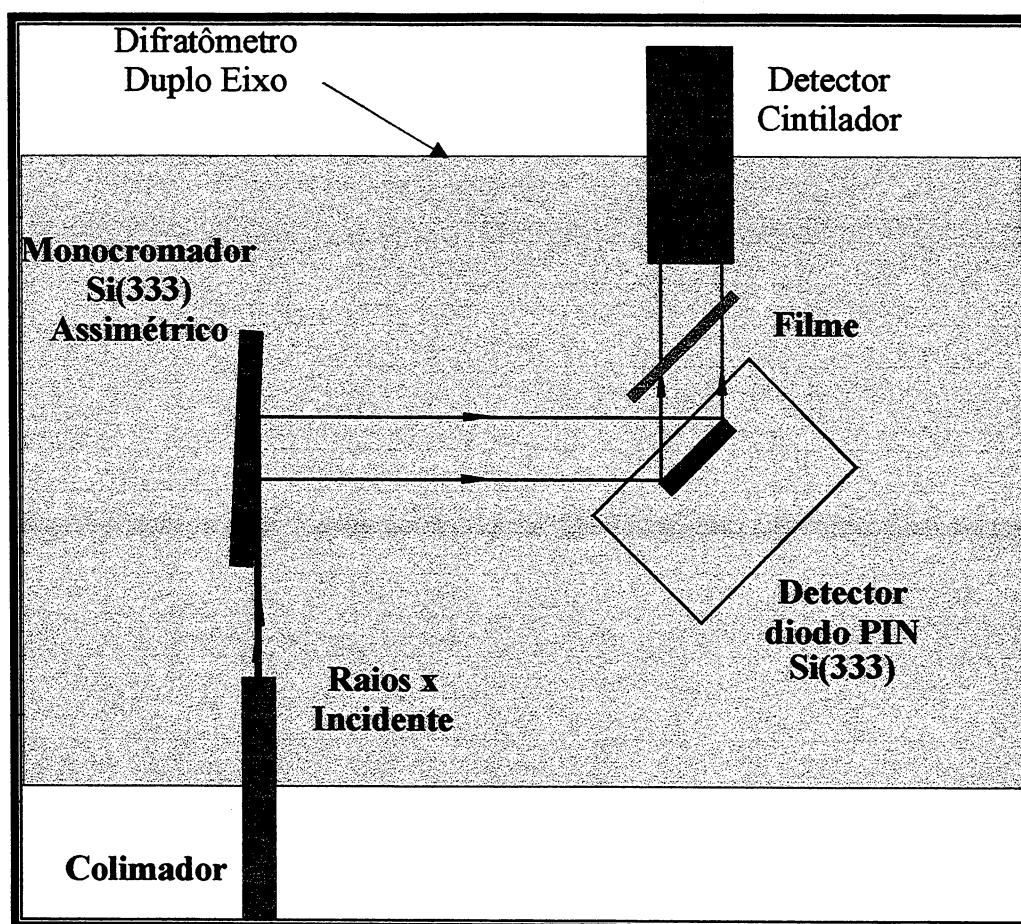 Difratômetro
Duplo Eixo
Detector
Cintilador
Monocromador
Si(333)
Assimétrico
Filme
Detector
diodo PIN
Si(333)
Raios x
Incidente
Colimador